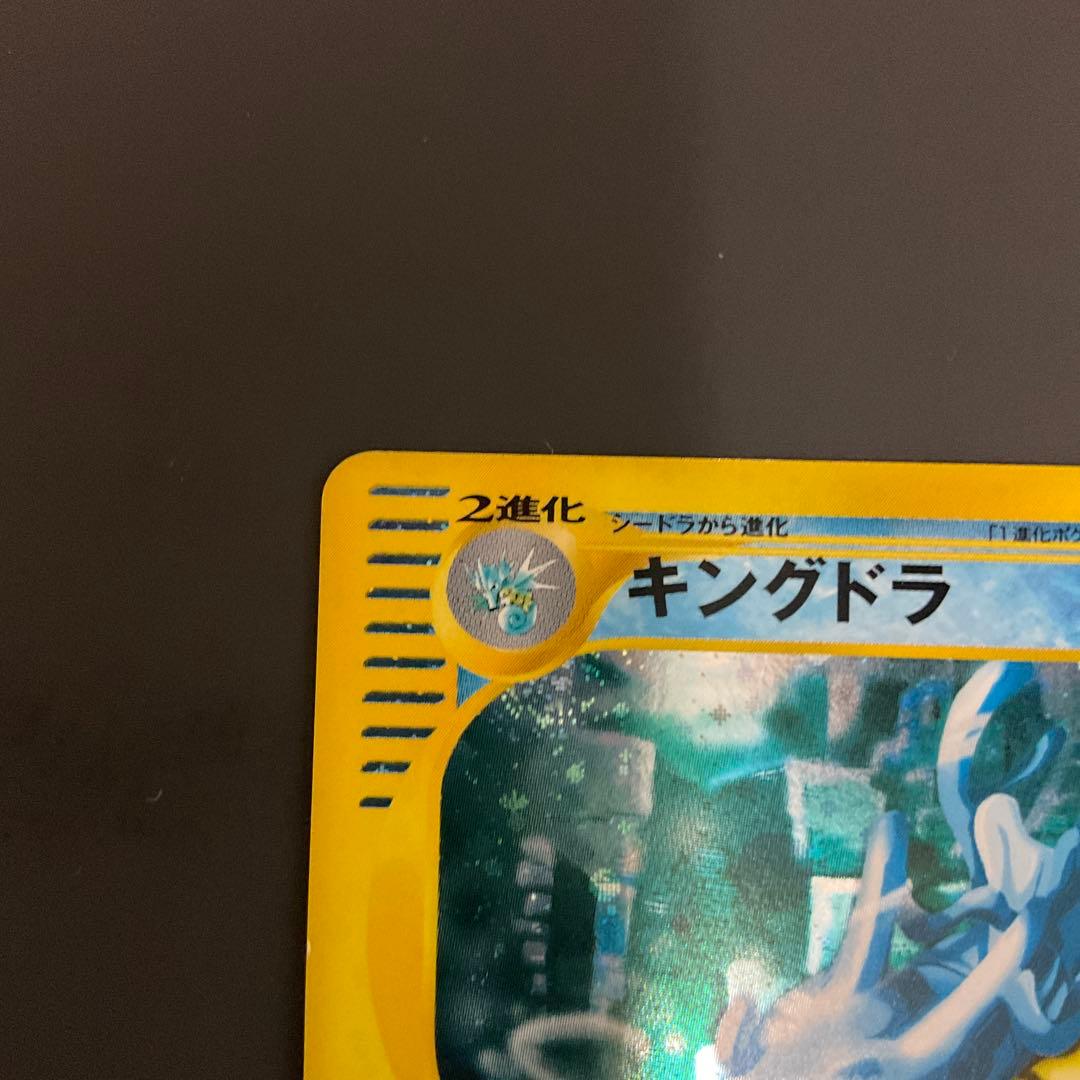 2進化
シードラから進化
「1進化ポケ
キングドラ